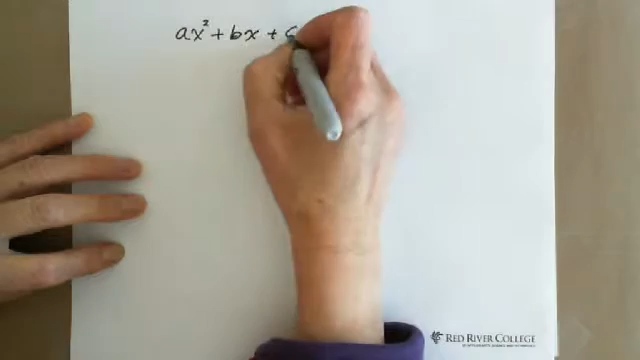 ax² + bx + c
RED RIVER COLLEGE